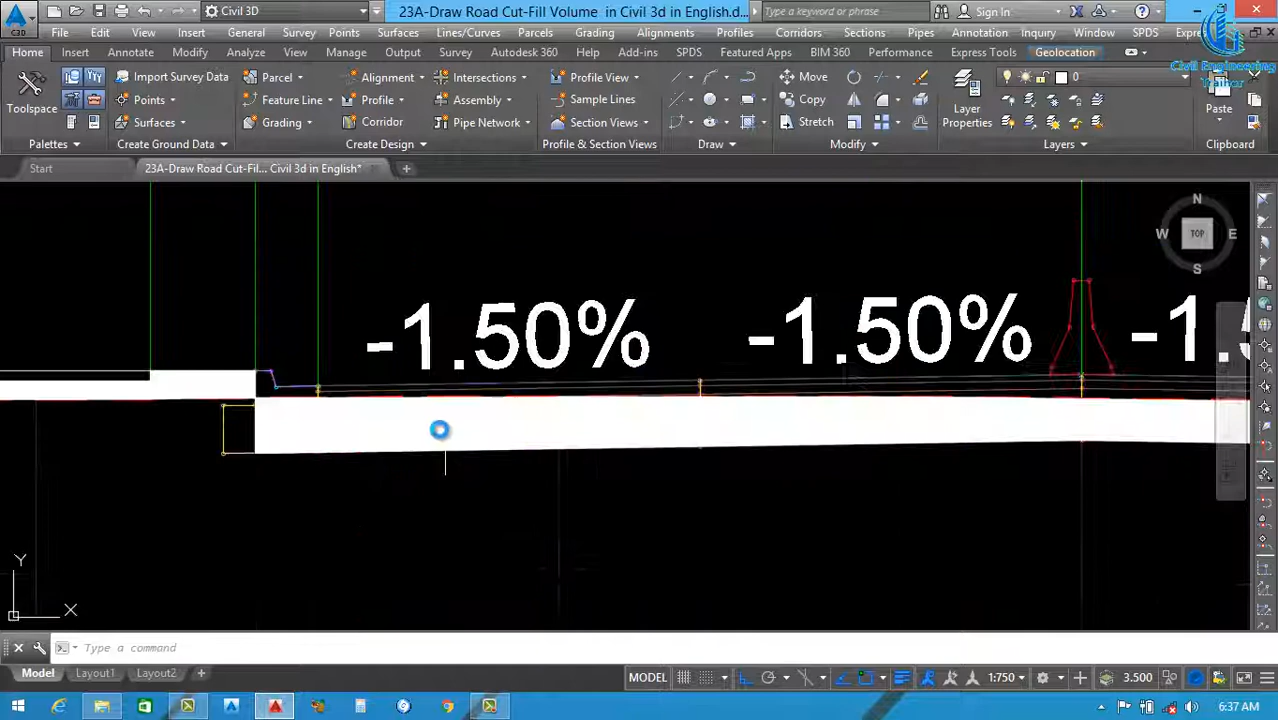 Civil 3D
23A-Draw Road Cut-Fill Volume in Civil 3d in English.d...
Type a keyword or phrase
Sign In
File Edit View Insert General Survey Points Surfaces Lines/Curves Parcels Grading Alignments Profiles Corridors Sections Pipes Annotation Inquiry Window SPDS
Civil Engineering
Trainor
Home Insert Annotate Modify Analyze View Manage Output Survey Autodesk 360 Help Add-ins SPDS Featured Apps BIM 360 Performance Express Tools Geolocation
C3D
Import Survey Data Parcel Alignment Intersections Profile View Move 0
Toolspace Points Feature Line Profile Assembly Sample Lines Copy Layer Properties Paste
Surfaces Grading Corridor Pipe Network Section Views Stretch
Palettes Create Ground Data Create Design Profile & Section Views Draw Modify Layers Clipboard
Start 23A-Draw Road Cut-Fil... Civil 3d in English*
N
W TOP E
S
-1.50% -1.50% -1.5
Y
X
Type a command
Model Layout1 Layout2 MODEL 1:750 3.500
6:37 AM